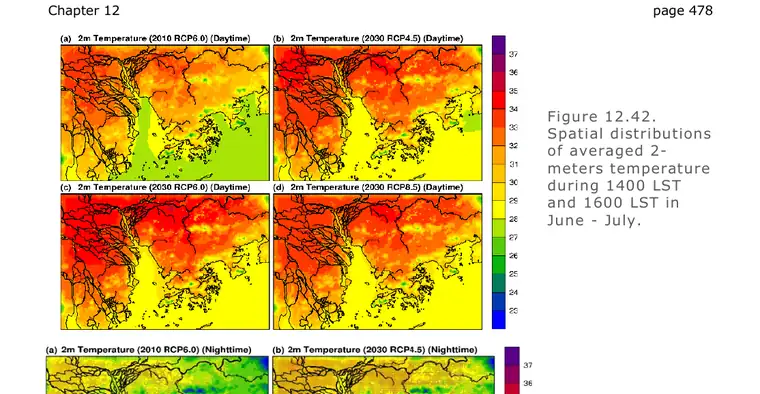 Chapter 12
page 478
(a) 2m Temperature (2010 RCP6.0) (Daytime)
(b) 2m Temperature (2030 RCP4.5) (Daytime)
37
36
35
34
33
32
31
30
29
28
27
26
25
24
23
(c) 2m Temperature (2030 RCP6.0) (Daytime)
(d) 2m Temperature (2030 RCP8.5) (Daytime)
Figure 12.42.
Spatial distributions
of averaged 2-
meters temperature
during 1400 LST
and 1600 LST in
June - July.
(a) 2m Temperature (2010 RCP6.0) (Nighttime)
(b) 2m Temperature (2030 RCP4.5) (Nighttime)
37
36